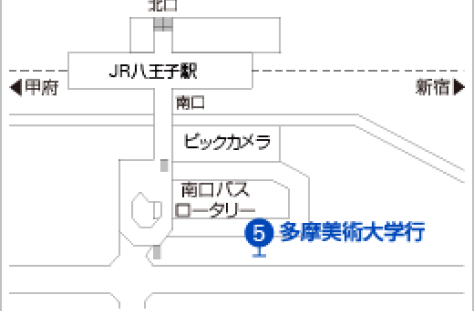 北口
JR八王子駅
◀甲府
新宿▶
南口
ビックカメラ
南口バス
ロータリー
5 多摩美術大学行